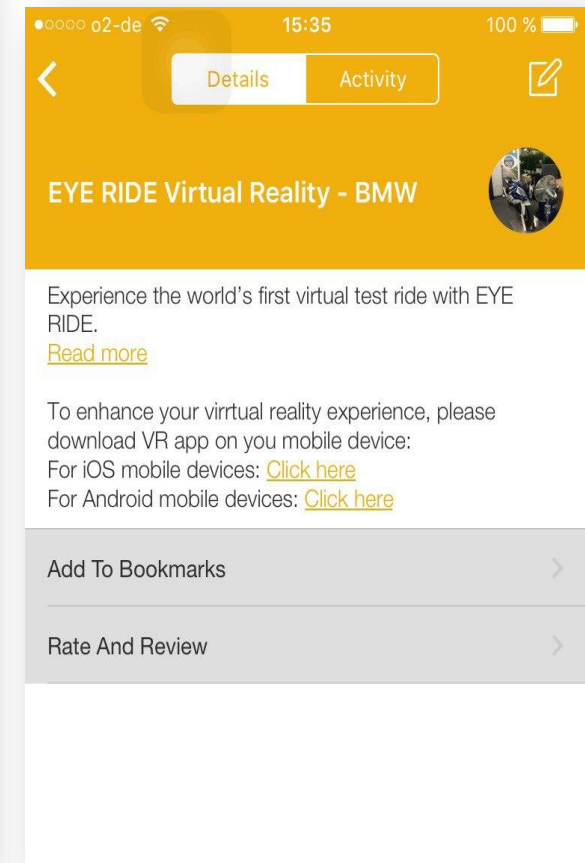 ●○○○○ o2-de 15:35 100 %
Details Activity
EYE RIDE Virtual Reality - BMW
Experience the world's first virtual test ride with EYE
RIDE.
Read more
To enhance your virrtual reality experience, please
download VR app on you mobile device:
For iOS mobile devices: Click here
For Android mobile devices: Click here
Add To Bookmarks
Rate And Review